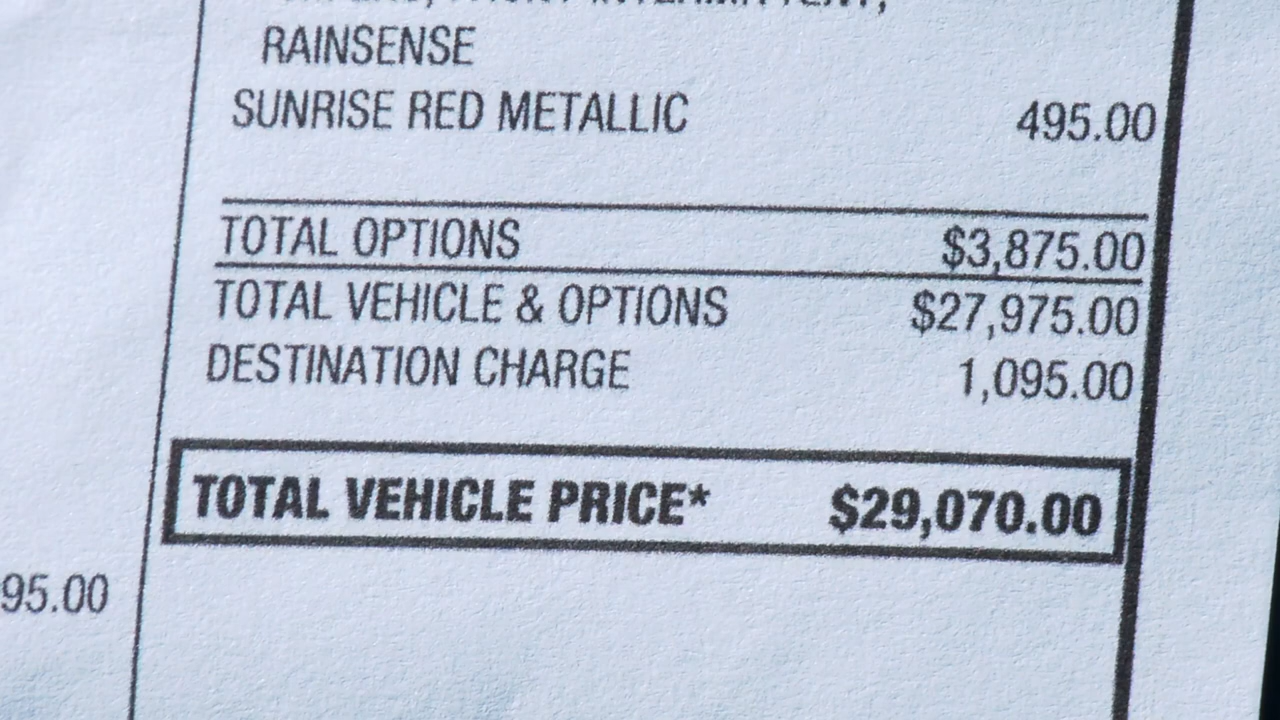 RAINSENSE
SUNRISE RED METALLIC 495.00
TOTAL OPTIONS $3,875.00
TOTAL VEHICLE & OPTIONS $27,975.00
DESTINATION CHARGE 1,095.00
TOTAL VEHICLE PRICE* $29,070.00
95.00